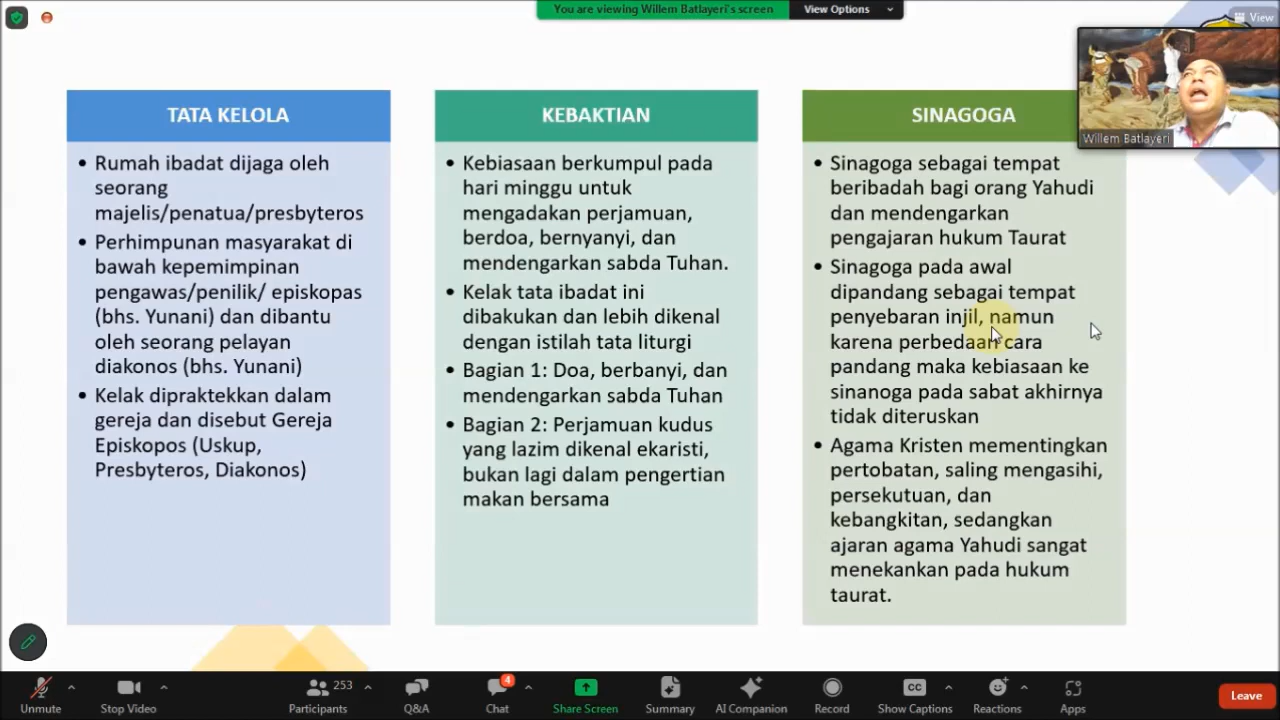 You are viewing Willem Batlayeri's screen
View Options
View
Willem Batlayeri
TATA KELOLA
• Rumah ibadat dijaga oleh
seorang
majelis/penatua/presbyteros
• Perhimpunan masyarakat di
bawah kepemimpinan
pengawas/penilik/ episkopas
(bhs. Yunani) dan dibantu
oleh seorang pelayan
diakonos (bhs. Yunani)
• Kelak dipraktekkan dalam
gereja dan disebut Gereja
Episkopos (Uskup,
Presbyteros, Diakonos)
KEBAKTIAN
• Kebiasaan berkumpul pada
hari minggu untuk
mengadakan perjamuan,
berdoa, bernyanyi, dan
mendengarkan sabda Tuhan.
• Kelak tata ibadat ini
dibakukan dan lebih dikenal
dengan istilah tata liturgi
• Bagian 1: Doa, berbanyi, dan
mendengarkan sabda Tuhan
• Bagian 2: Perjamuan kudus
yang lazim dikenal ekaristi,
bukan lagi dalam pengertian
makan bersama
SINAGOGA
• Sinagoga sebagai tempat
beribadah bagi orang Yahudi
dan mendengarkan
pengajaran hukum Taurat
• Sinagoga pada awal
dipandang sebagai tempat
penyebaran injil, namun
karena perbedaan cara
pandang maka kebiasaan ke
sinanoga pada sabat akhirnya
tidak diteruskan
• Agama Kristen mementingkan
pertobatan, saling mengasihi,
persekutuan, dan
kebangkitan, sedangkan
ajaran agama Yahudi sangat
menekankan pada hukum
taurat.
Unmute
Stop Video
253
Participants
Q&A
4
Chat
Share Screen
Summary
AI Companion
Record
CC
Show Captions
Reactions
Apps
Leave